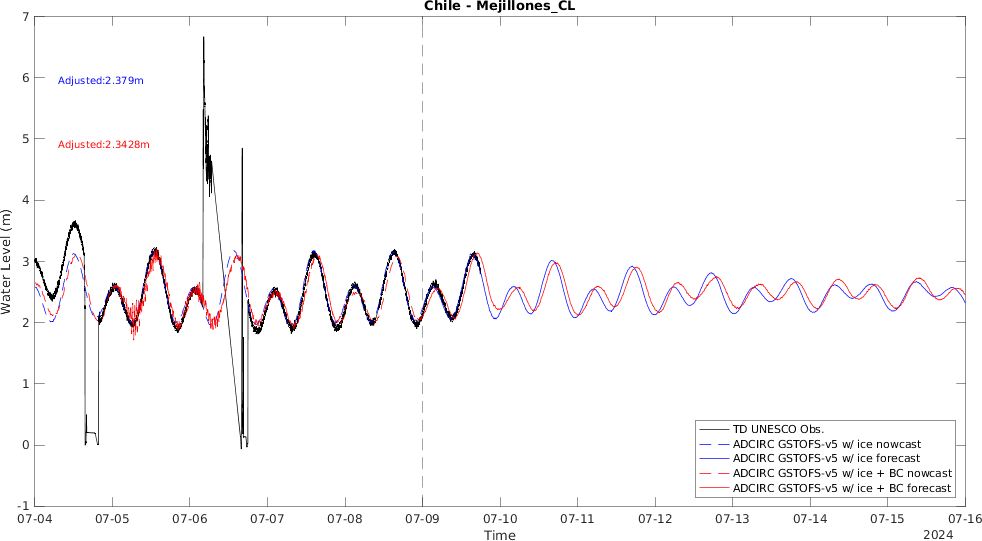 Chile - Mejillones_CL
7
6
5
4
3
2
1
0
-1
Water Level (m)
Adjusted:2.379m
Adjusted:2.3428m
TD UNESCO Obs.
ADCIRC GSTOFS-v5 w/ ice nowcast
ADCIRC GSTOFS-v5 w/ ice forecast
ADCIRC GSTOFS-v5 w/ ice + BC nowcast
ADCIRC GSTOFS-v5 w/ ice + BC forecast
07-04 07-05 07-06 07-07 07-08 07-09 07-10 07-11 07-12 07-13 07-14 07-15 07-16
Time
2024